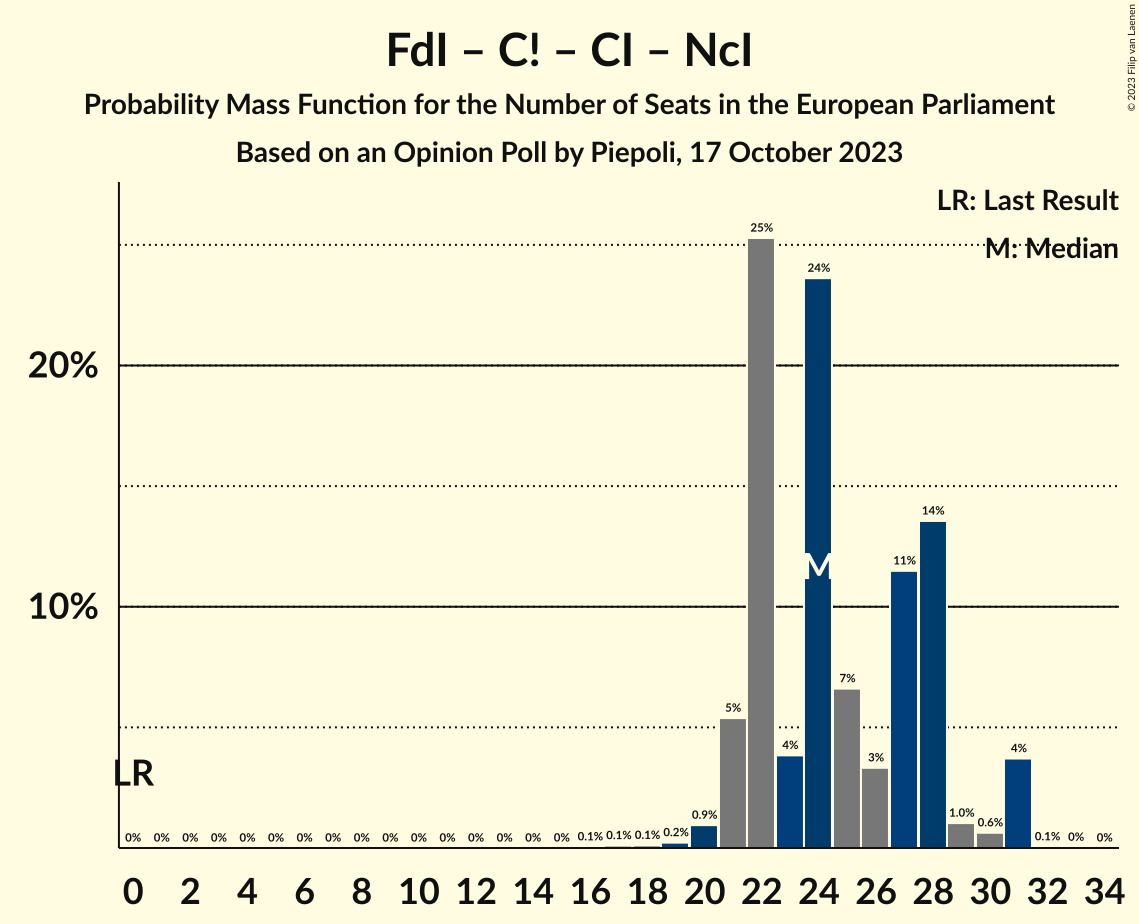 FdI – C! – CI – NcI
Probability Mass Function for the Number of Seats in the European Parliament
Based on an Opinion Poll by Piepoli, 17 October 2023
© 2023 Filip van Laenen
LR: Last Result
M: Median
20%
10%
LR
M
0% 0% 0% 0% 0% 0% 0% 0% 0% 0% 0% 0% 0% 0% 0% 0% 0.1% 0.1% 0.1% 0.2% 0.9% 5% 25% 4% 24% 7% 3% 11% 14% 1.0% 0.6% 4% 0.1% 0% 0%
0 2 4 6 8 10 12 14 16 18 20 22 24 26 28 30 32 34